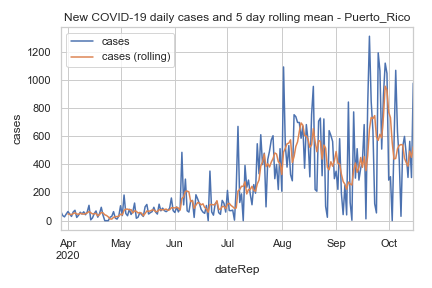 New COVID-19 daily cases and 5 day rolling mean - Puerto_Rico
cases
cases (rolling)
1200
1000
800
600
400
200
0
cases
Apr May Jun Jul Aug Sep Oct
2020
dateRep